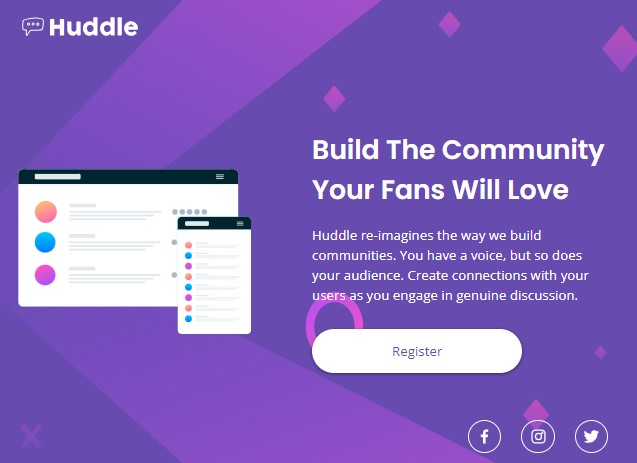 Huddle
Build The Community
Your Fans Will Love
Huddle re-imagines the way we build
communities. You have a voice, but so does
your audience. Create connections with your
users as you engage in genuine discussion.
Register